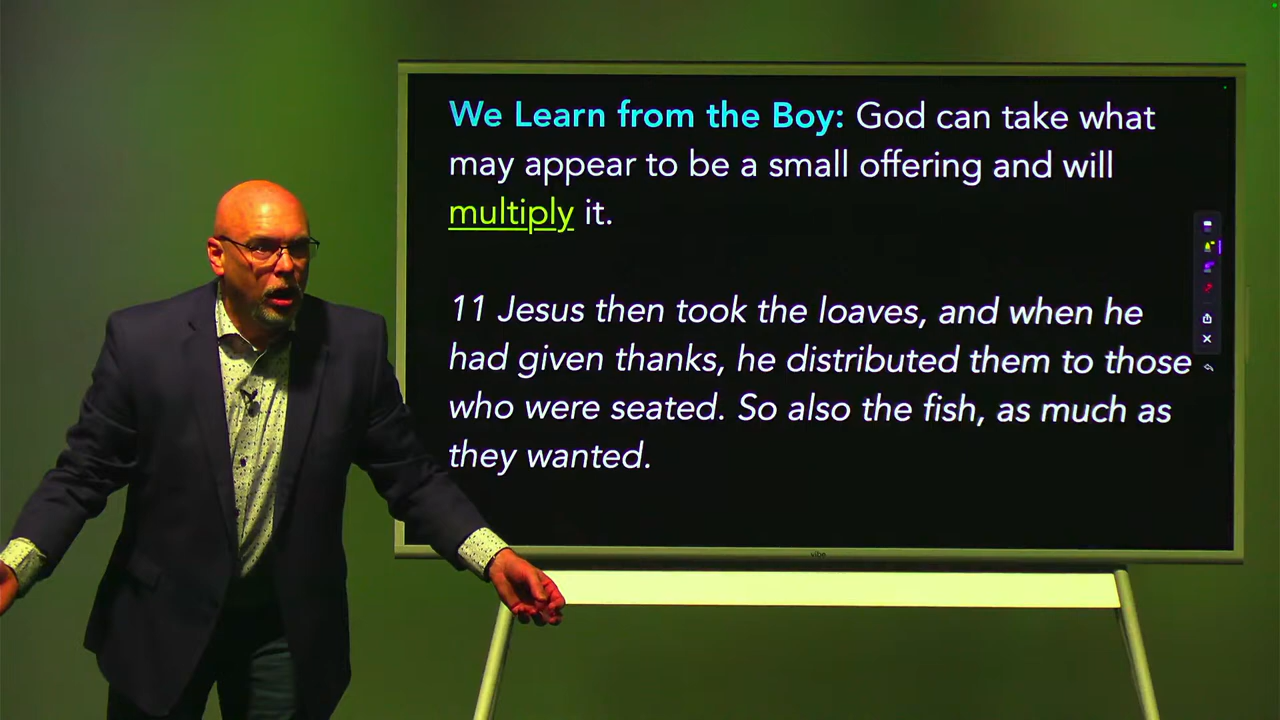 We Learn from the Boy: God can take what
may appear to be a small offering and will
multiply it.
11 Jesus then took the loaves, and when he
had given thanks, he distributed them to those
who were seated. So also the fish, as much as
they wanted.
vibe